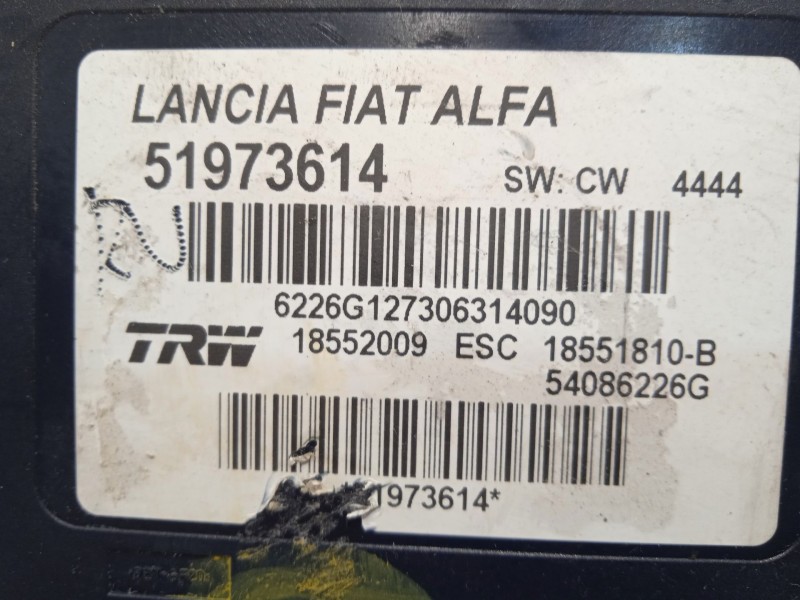 LANCIA FIAT ALFA
51973614 SW: CW 4444
6226G127306314090
TRW 18552009 ESC 18551810-B
54086226G
1973614*